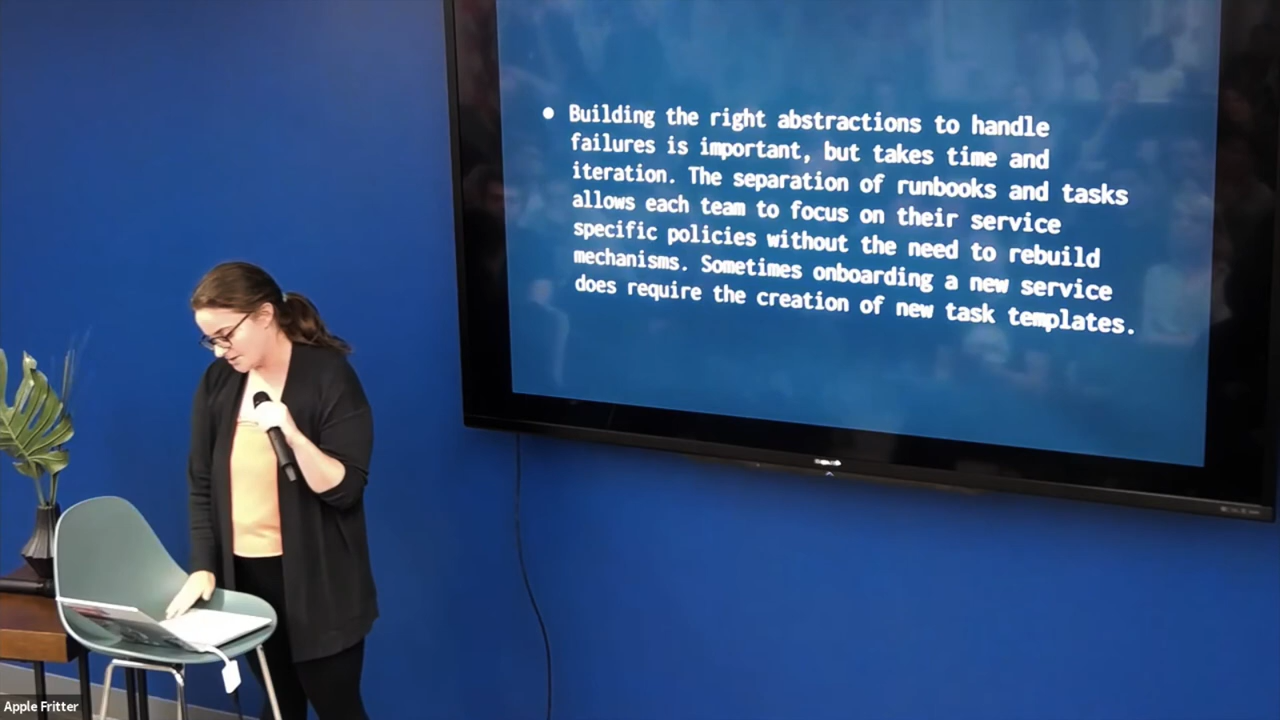 ● Building the right abstractions to handle
failures is important, but takes time and
iteration. The separation of runbooks and tasks
allows each team to focus on their service
specific policies without the need to rebuild
mechanisms. Sometimes onboarding a new service
does require the creation of new task templates.
Apple Fritter